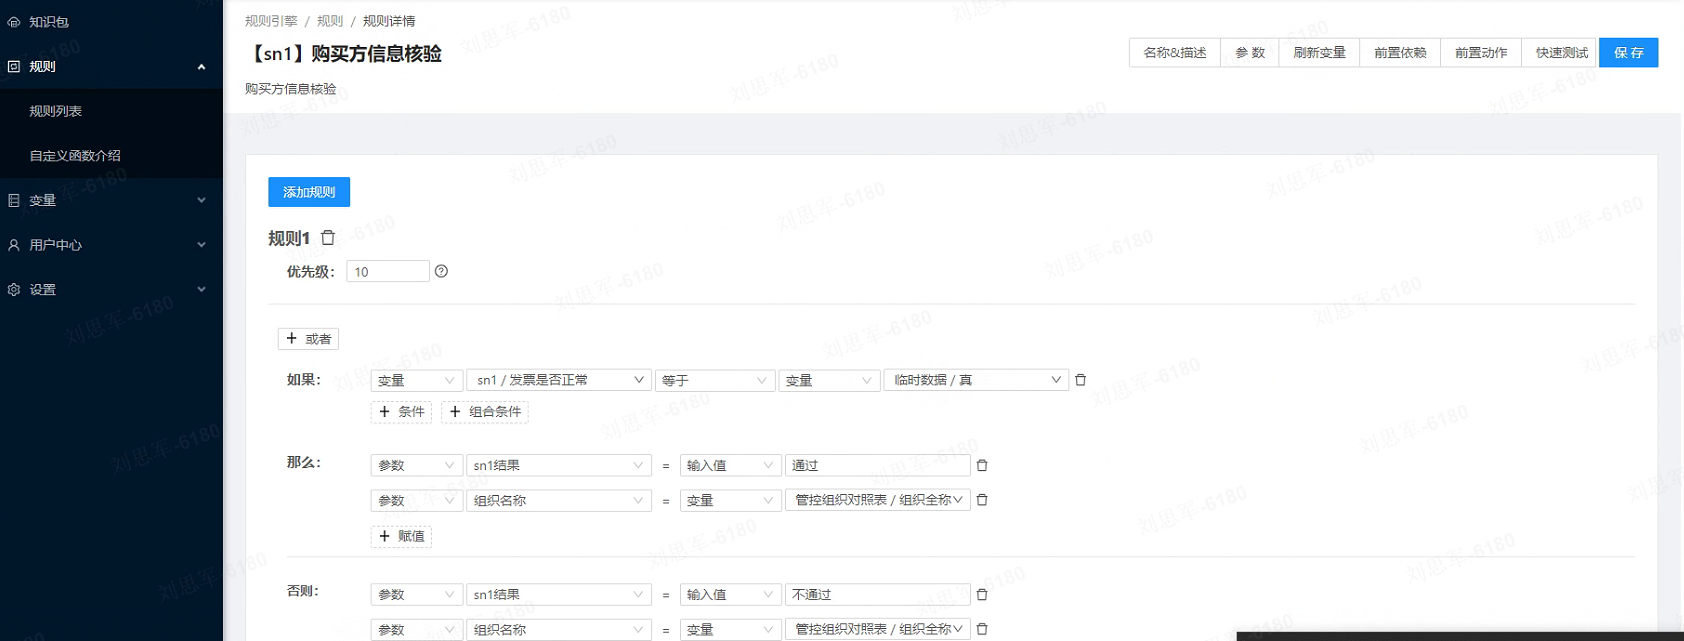 知识包
规则
规则列表
自定义函数介绍
变量
用户中心
设置
规则引擎 / 规则 / 规则详情
【sn1】购买方信息核验
购买方信息核验
名称&描述 参 数 刷新变量 前置依赖 前置动作 快速测试 保 存
添加规则
规则1
优先级： 10
+ 或者
如果： 变量 sn1 / 发票是否正常 等于 变量 临时数据 / 真
+ 条件 + 组合条件
那么： 参数 sn1结果 = 输入值 通过
参数 组织名称 = 变量 管控组织对照表 / 组织全称
+ 赋值
否则： 参数 sn1结果 = 输入值 不通过
参数 组织名称 = 变量 管控组织对照表 / 组织全称
刘思军-6180